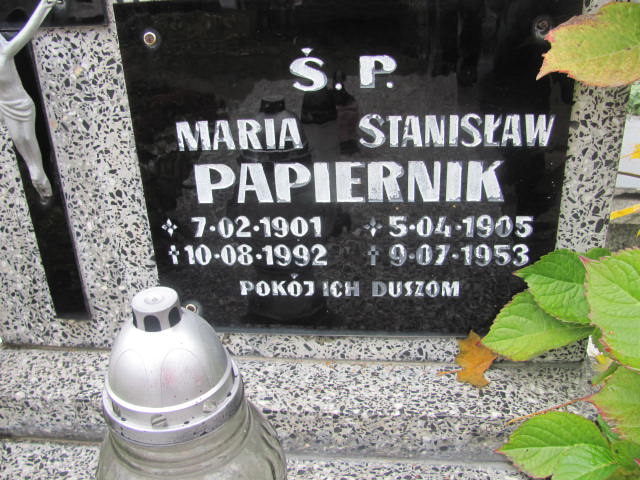 Ś. P.
MARIA STANISŁAW
PAPIERNIK
7-02-1901 5-04-1905
†10-08-1992 †9-07-1953
POKÓJ ICH DUSZOM